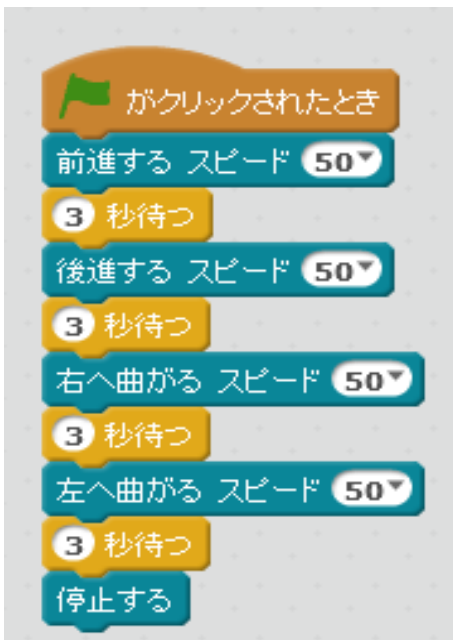 がクリックされたとき
前進する スピード 50
3 秒待つ
後進する スピード 50
3 秒待つ
右へ曲がる スピード 50
3 秒待つ
左へ曲がる スピード 50
3 秒待つ
停止する